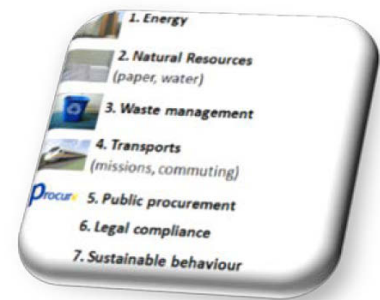 1. Energy
2. Natural Resources
(paper, water)
3. Waste management
4. Transports
(missions, commuting)
Procur
5. Public procurement
6. Legal compliance
7. Sustainable behaviour